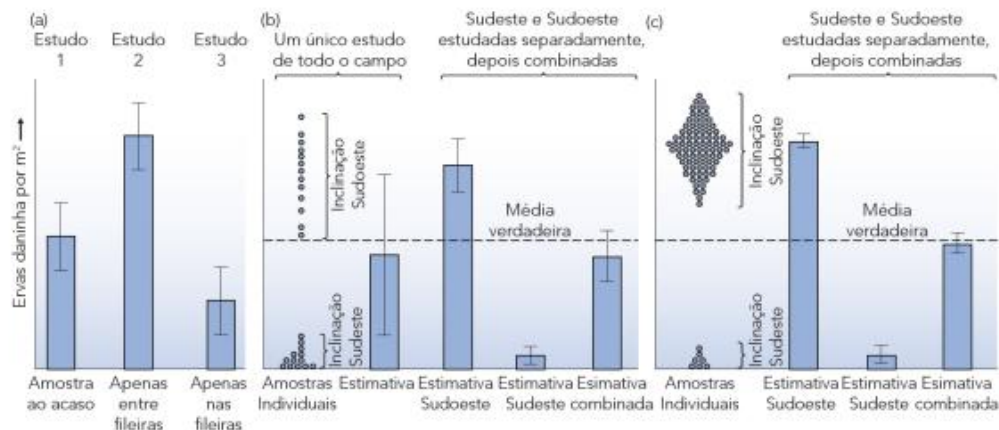 (a)
Estudo Estudo Estudo
1 2 3
Ervas daninha por m²
Amostra Apenas Apenas
ao acaso entre nas
fileiras fileiras
(b)
Um único estudo
de todo o campo
Sudeste e Sudoeste
estudadas separadamente,
depois combinadas
Inclinação
Sudoeste
Inclinação
Sudeste
Média
verdadeira
Amostras Estimativa Estimativa Estimativa Esimativa
Individuais Sudoeste Sudeste combinada
(c)
Sudeste e Sudoeste
estudadas separadamente,
depois combinadas
Inclinação
Sudoeste
Média
verdadeira
Inclinação
Sudeste
Amostras Estimativa Estimativa Esimativa
Individuais Sudoeste Sudeste combinada